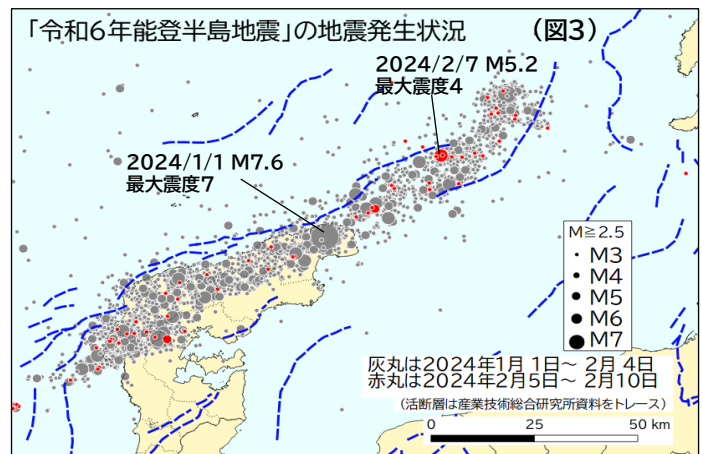 「令和6年能登半島地震」の地震発生状況
(図3)
2024/2/7 M5.2
最大震度4
2024/1/1 M7.6
最大震度7
M≧2.5
M3
M4
M5
M6
M7
灰丸は2024年1月 1日～ 2月 4日
赤丸は2024年2月5日～ 2月10日
(活断層は産業技術総合研究所資料をトレース)
0 25 50 km